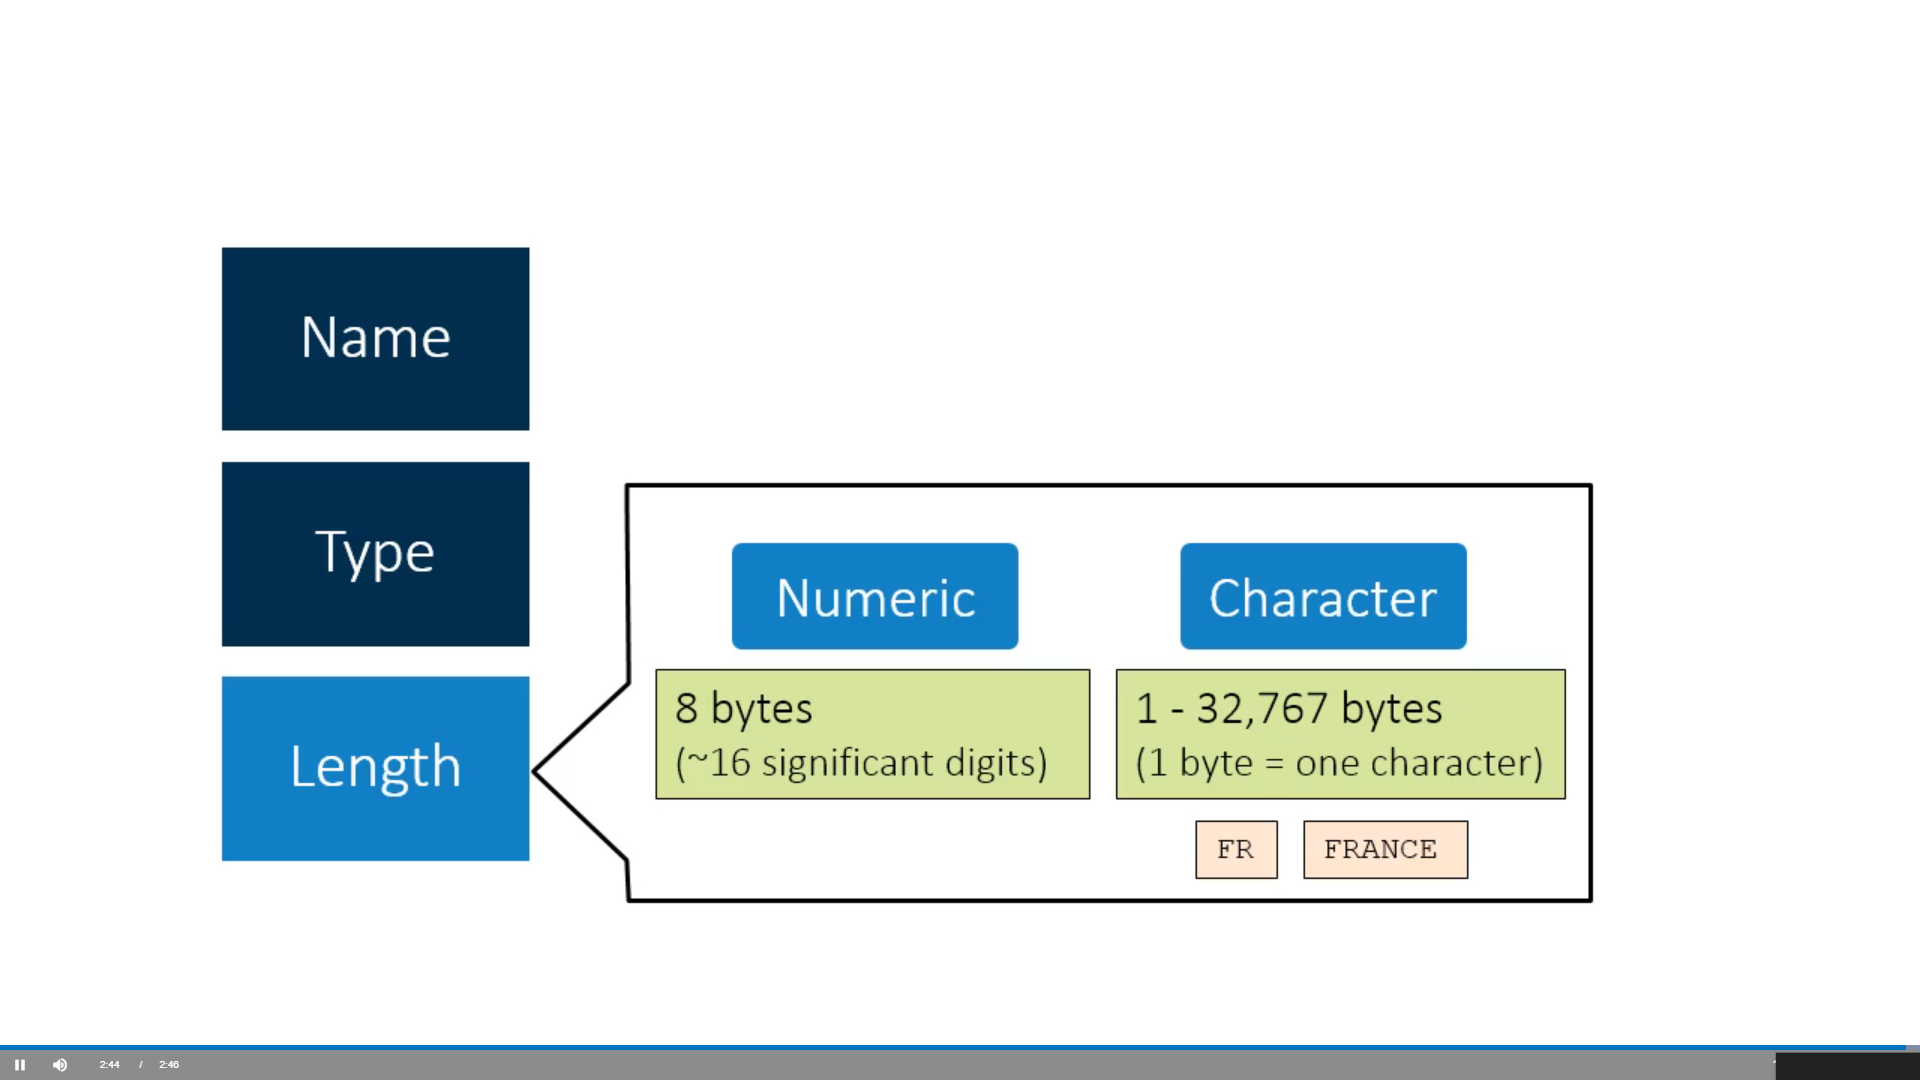 Name
Type
Length
Numeric
Character
8 bytes
(~16 significant digits)
1 - 32,767 bytes
(1 byte = one character)
FR
FRANCE
2:44 / 2:46